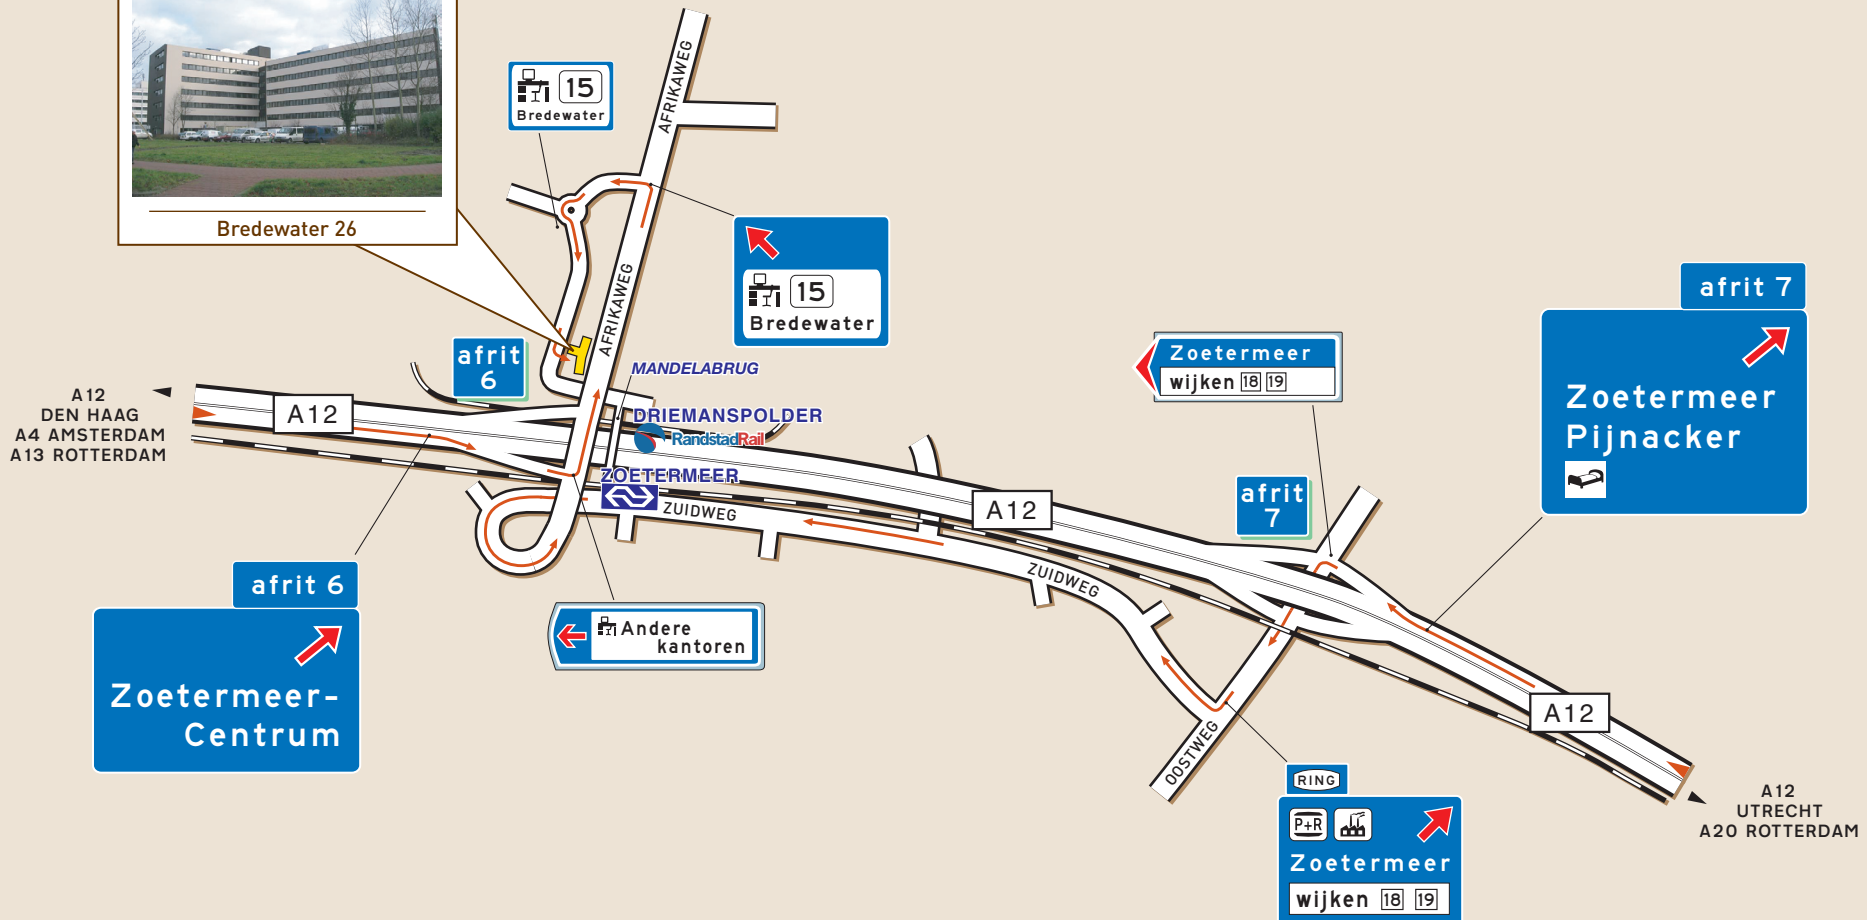 Bredewater 26
15
Bredewater
AFRIKAWEG
15
Bredewater
AFRIKAWEG
afrit 7
Zoetermeer
Pijnacker
afrit
6
MANDELABRUG
Zoetermeer
wijken 18 19
A12
DEN HAAG
A4 AMSTERDAM
A13 ROTTERDAM
A12
DRIEMANSPOLDER
RandstadRail
ZOETERMEER
ZUIDWEG
A12
afrit
7
ZUIDWEG
afrit 6
Zoetermeer-
Centrum
Andere
kantoren
A12
OOSTWEG
A12
UTRECHT
A20 ROTTERDAM
RING
P+R
Zoetermeer
wijken 18 19